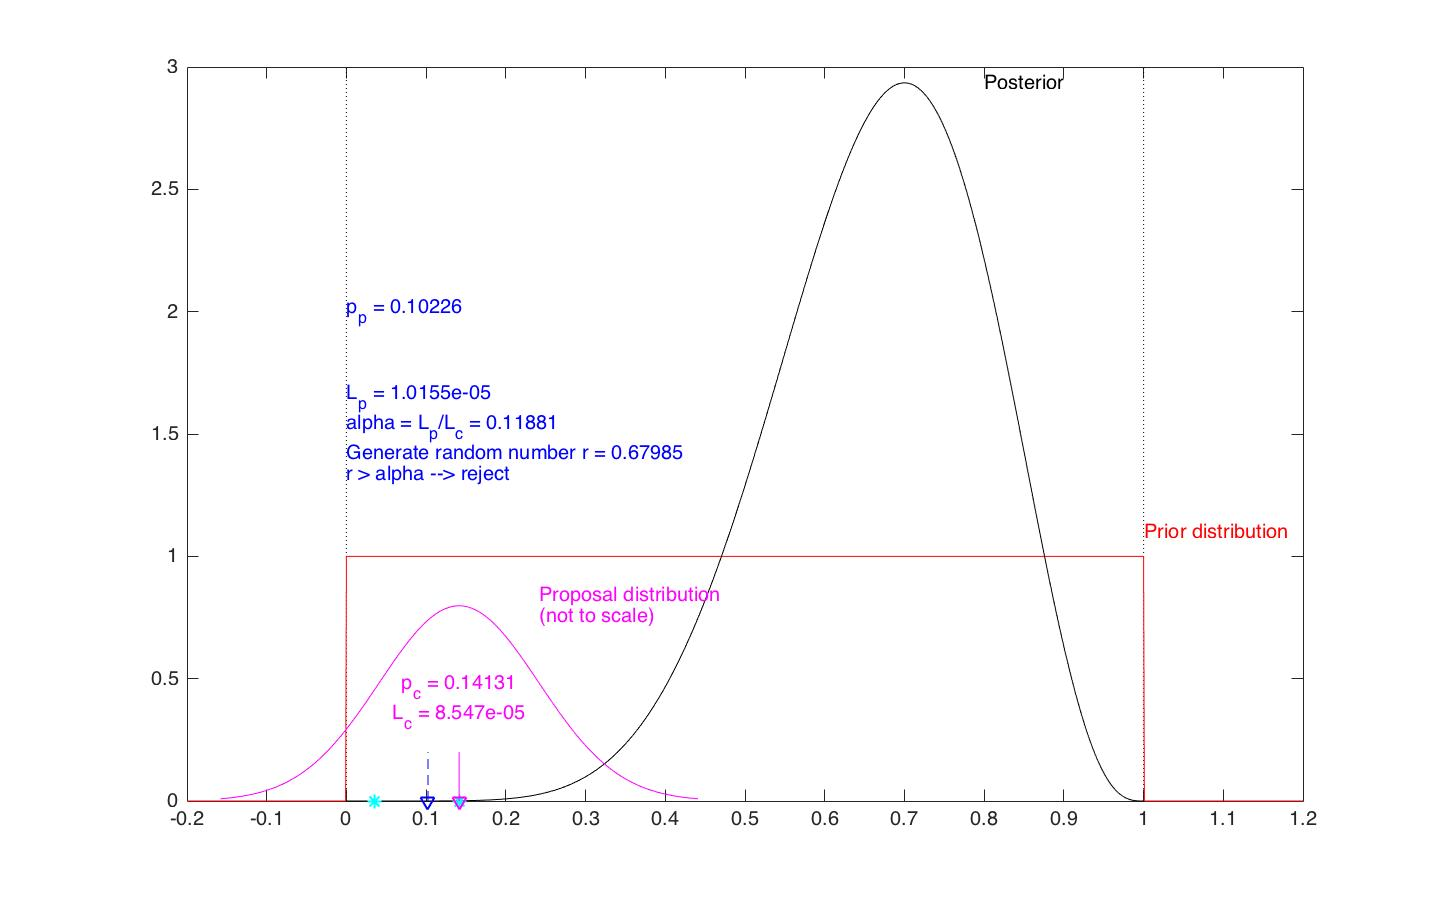 3
Posterior
2.5
p_p = 0.10226
2
L_p = 1.0155e-05
alpha = L_p/L_c = 0.11881
1.5
Generate random number r = 0.67985
r > alpha --> reject
Prior distribution
1
Proposal distribution
(not to scale)
p_c = 0.14131
0.5
L_c = 8.547e-05
0
-0.2 -0.1 0 0.1 0.2 0.3 0.4 0.5 0.6 0.7 0.8 0.9 1 1.1 1.2